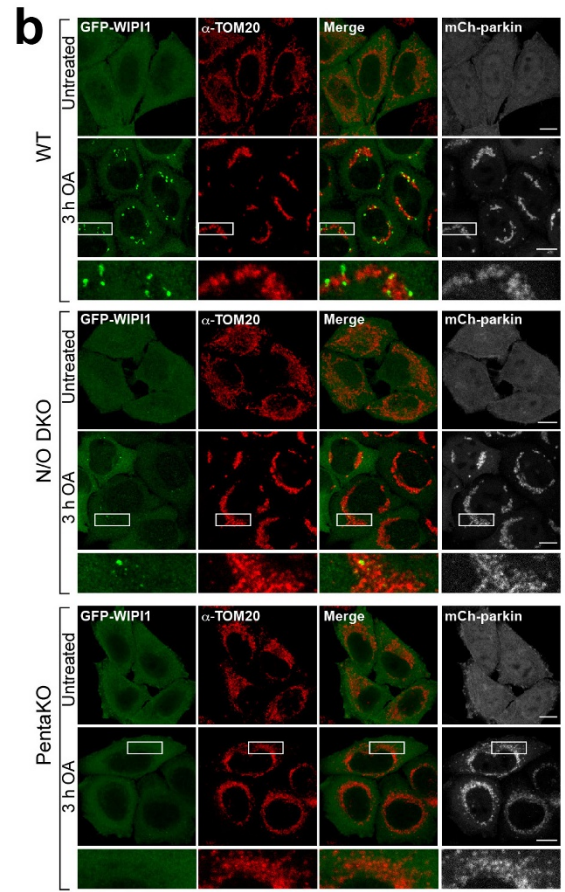 b
GFP-WIPI1 α-TOM20 Merge mCh-parkin
WT
Untreated
3 h OA
GFP-WIPI1 α-TOM20 Merge mCh-parkin
N/O DKO
Untreated
3 h OA
GFP-WIPI1 α-TOM20 Merge mCh-parkin
PentaKO
Untreated
3 h OA